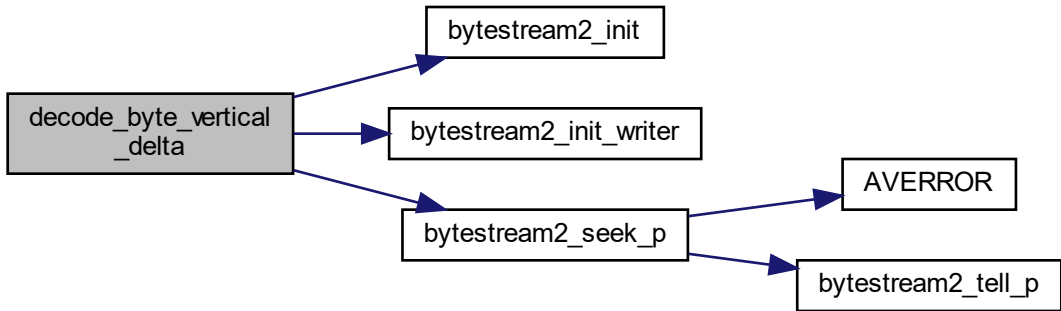 bytestream2_init
decode_byte_vertical
_delta
bytestream2_init_writer
AVERROR
bytestream2_seek_p
bytestream2_tell_p